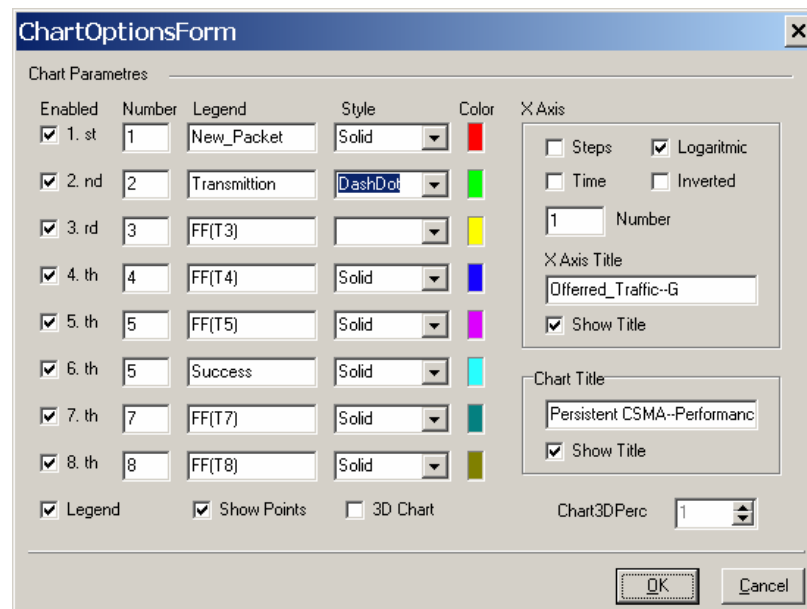 ChartOptionsForm
Chart Parametres
Enabled Number Legend Style Color X Axis
1. st 1 New_Packet Solid
2. nd 2 Transmittion DashDot
3. rd 3 FF(T3)
4. th 4 FF(T4) Solid
5. th 5 FF(T5) Solid
6. th 5 Success Solid
7. th 7 FF(T7) Solid
8. th 8 FF(T8) Solid
Legend Show Points 3D Chart
Steps Logaritmic
Time Inverted
1 Number
X Axis Title
Offerred_Traffic--G
Show Title
Chart Title
Persistent CSMA--Performanc
Show Title
Chart3DPerc 1
OK Cancel